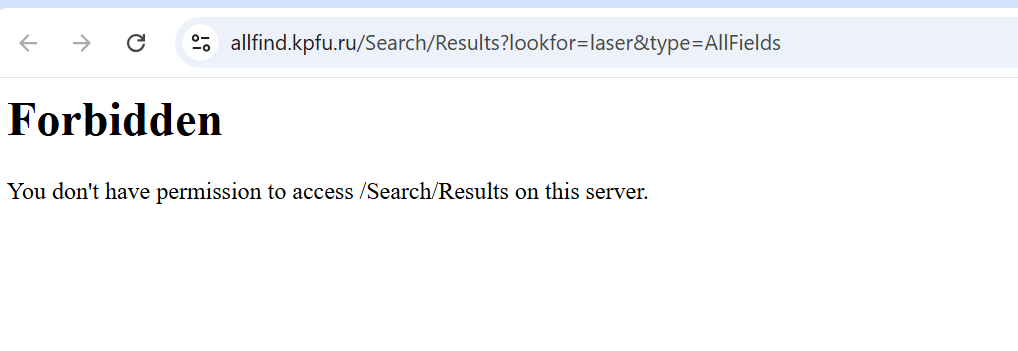 allfind.kpfu.ru/Search/Results?lookfor=laser&type=AllFields
Forbidden
You don't have permission to access /Search/Results on this server.